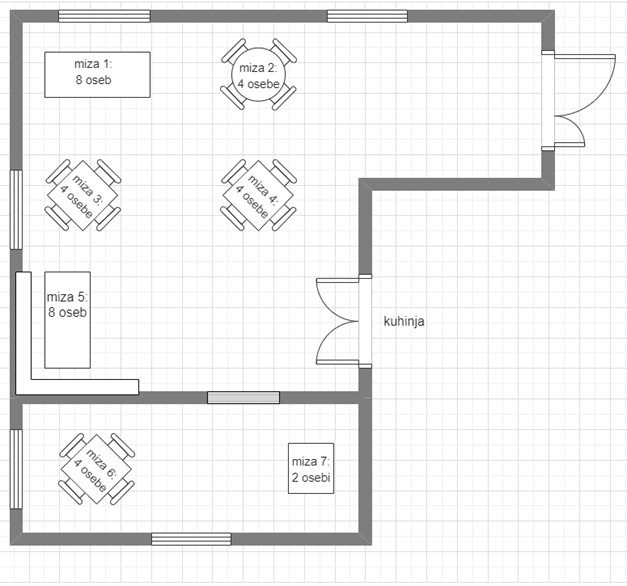 miza 1:
8 oseb
miza 2:
4 osebe
miza 3:
4 osebe
miza 4:
4 osebe
miza 5:
8 oseb
kuhinja
miza 6:
4 osebe
miza 7:
2 osebi